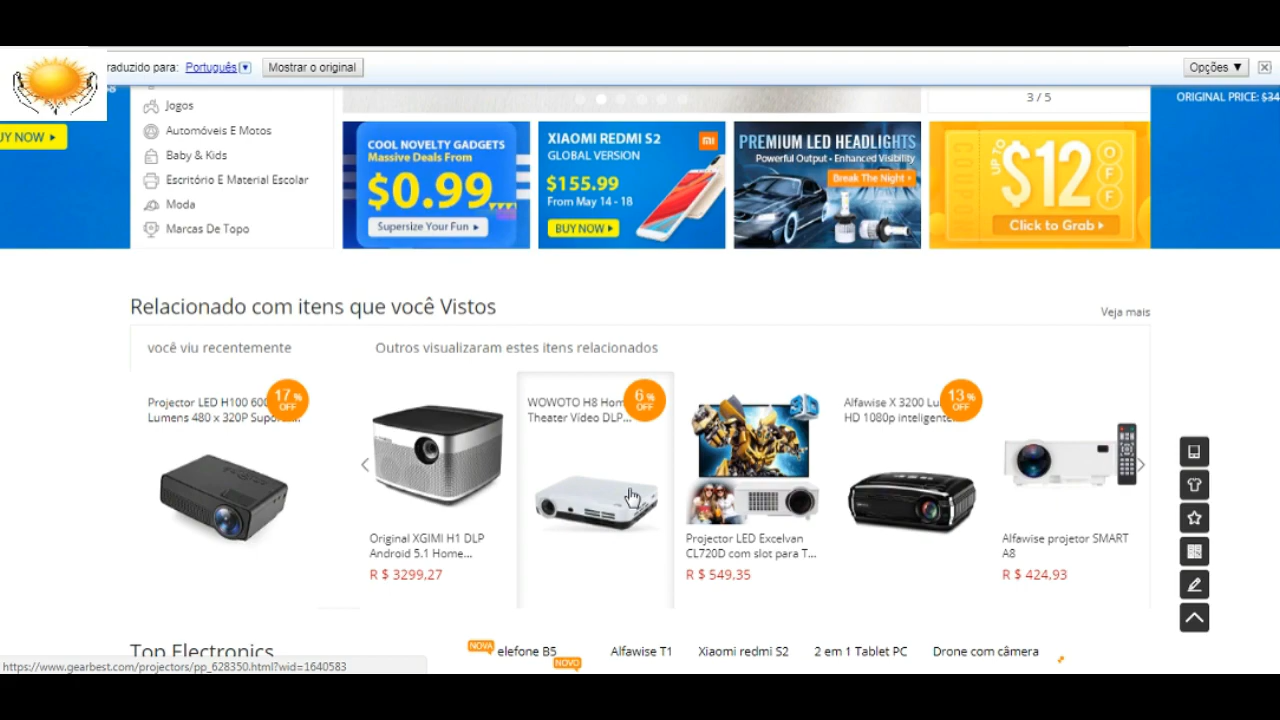 raduzido para: Português
Mostrar o original
Opções ▼
UY NOW
Jogos
Automóveis E Motos
Baby & Kids
Escritório E Material Escolar
Moda
Marcas De Topo
3 / 5
ORIGINAL PRICE: $34
COOL NOVELTY GADGETS
Massive Deals From
$0.99
Supersize Your Fun
XIAOMI REDMI S2
GLOBAL VERSION
$155.99
From May 14 - 18
BUY NOW
PREMIUM LED HEADLIGHTS
Powerful Output • Enhanced Visibility
Break The Night
COUPON
UP TO
$12
OFF
Click to Grab
Relacionado com itens que você Vistos
Veja mais
você viu recentemente
Outros visualizaram estes itens relacionados
Projector LED H100 600
Lumens 480 x 320P Supo
17 %
OFF
Original XGIMI H1 DLP
Android 5.1 Home...
R $ 3299,27
WOWOTO H8 Hom
Theater Vídeo DLP...
6 %
OFF
3D
Projector LED Excelvan
CL720D com slot para T...
R $ 549,35
Alfawise X 3200 Lu
HD 1080p inteligente
13 %
OFF
Alfawise projetor SMART
A8
R $ 424,93
Top Electronics
NOVA
elefone B5
NOVO
Alfawise T1
Xiaomi redmi S2
2 em 1 Tablet PC
Drone com câmera
https://www.gearbest.com/projectors/pp_628350.html?wid=1640583